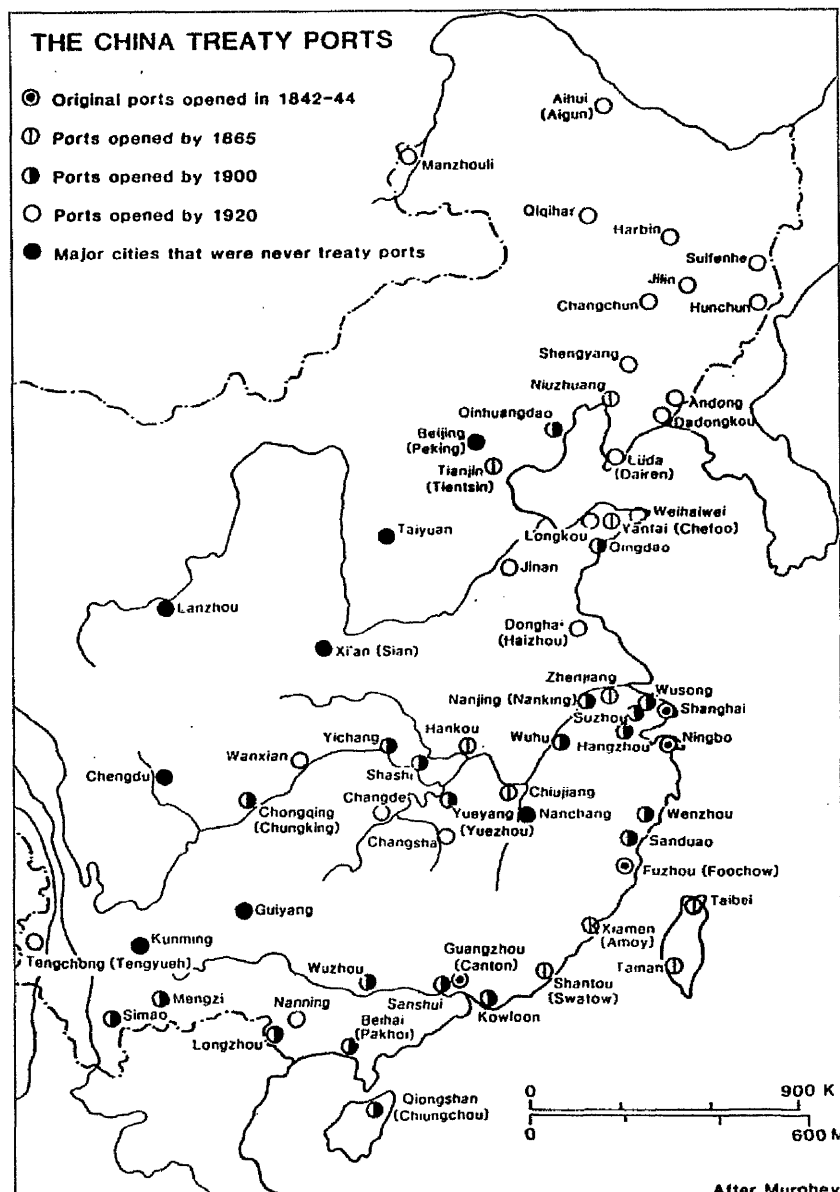 THE CHINA TREATY PORTS
Original ports opened in 1842-44
Ports opened by 1865
Ports opened by 1900
Ports opened by 1920
Major cities that were never treaty ports
Aihui
(Aigun)
Manzhouli
Qiqihar
Harbin
Suifenhe
Jilin
Changchun
Hunchun
Shengyang
Niuzhuang
Andong
Dadongkou
Qinhuangdao
Beijing
(Peking)
Tianjin
(Tientsin)
Lüda
(Dairen)
Weihaiwei
Longkou
Yantai (Chefoo)
Qingdao
Taiyuan
Jinan
Lanzhou
Donghai
(Haizhou)
Xi'an (Sian)
Zhenjiang
Nanjing (Nanking)
Wusong
Suzhou
Shanghai
Hangzhou
Ningbo
Yichang
Hankou
Wuhu
Wanxian
Shashi
Chengdu
Chiujiang
Chongqing
(Chungking)
Changde
Yueyang
(Yuezhou)
Nanchang
Wenzhou
Changsha
Sanduao
Fuzhou (Foochow)
Guiyang
Taibei
Kunming
Xiamen
(Amoy)
Tengchong (Tengyueh)
Guangzhou
(Canton)
Wuzhou
Shantou
(Swatow)
Tainan
Mengzi
Sanshui
Kowloon
Simao
Nanning
Longzhou
Beihai
(Pakhoi)
Qiongshan
(Chiungchou)
0 900 K
0 600 M
After Murphey